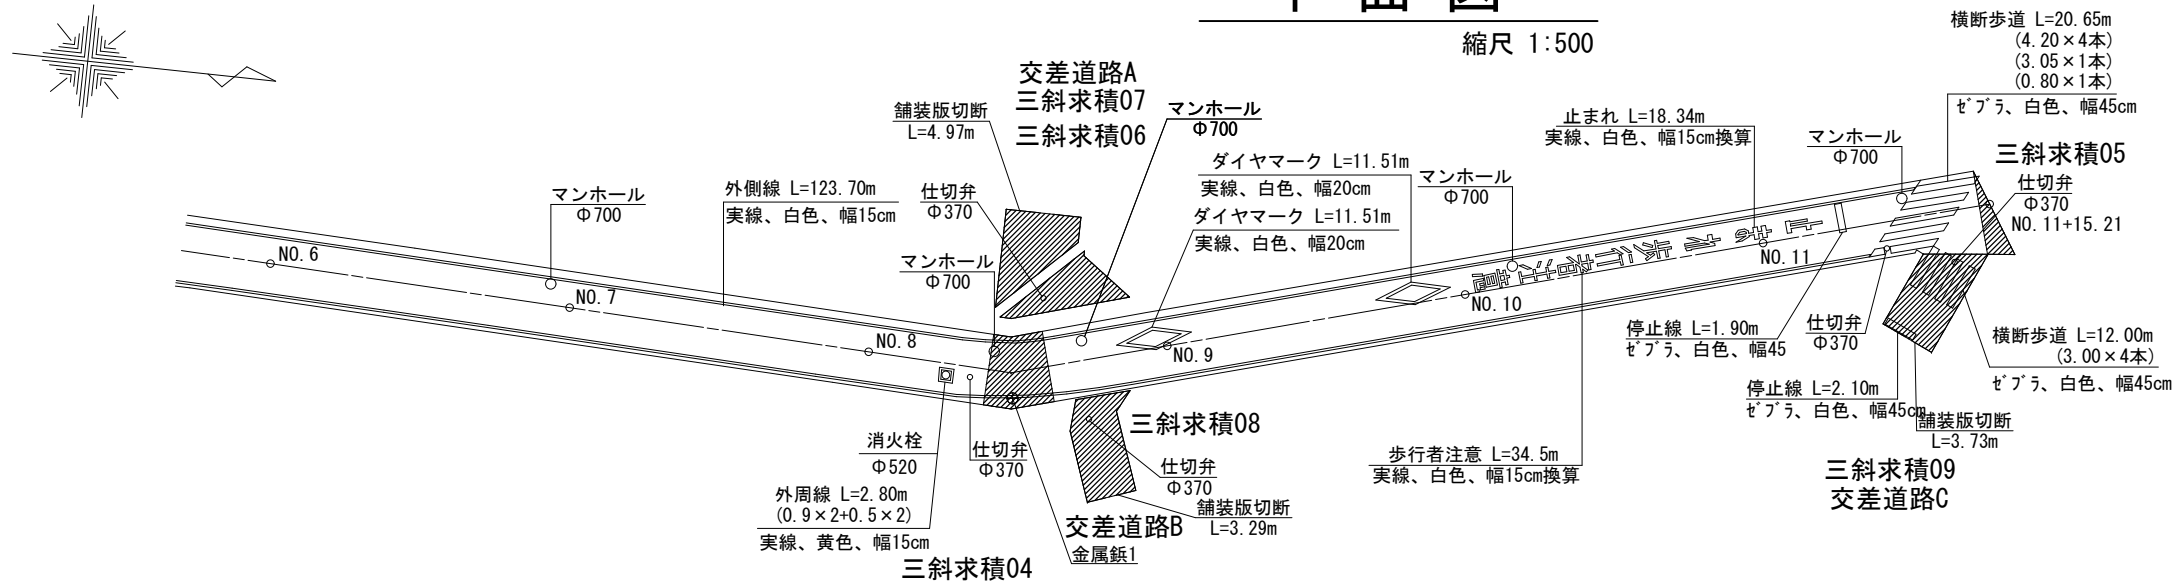 平面図
縮尺 1:500
横断歩道 L=20.65m
(4.20×4本)
(3.05×1本)
(0.80×1本)
ｾﾞﾌﾞﾗ、白色、幅45cm
交差道路A
三斜求積07
三斜求積06
舗装版切断
L=4.97m
マンホール
Φ700
止まれ L=18.34m
実線、白色、幅15cm換算
マンホール
Φ700
三斜求積05
仕切弁
Φ370
NO.11+15.21
ダイヤマーク L=11.51m
実線、白色、幅20cm
ダイヤマーク L=11.51m
実線、白色、幅20cm
マンホール
Φ700
マンホール
Φ700
外側線 L=123.70m
実線、白色、幅15cm
仕切弁
Φ370
マンホール
Φ700
NO.6
NO.7
NO.8
NO.9
NO.10
NO.11
歩行者注意
止まれ
停止線 L=1.90m
ｾﾞﾌﾞﾗ、白色、幅45
仕切弁
Φ370
横断歩道 L=12.00m
(3.00×4本)
ｾﾞﾌﾞﾗ、白色、幅45cm
停止線 L=2.10m
ｾﾞﾌﾞﾗ、白色、幅45cm
舗装版切断
L=3.73m
三斜求積09
交差道路C
消火栓
Φ520
仕切弁
Φ370
三斜求積08
仕切弁
Φ370
歩行者注意 L=34.5m
実線、白色、幅15cm換算
外周線 L=2.80m
(0.9×2+0.5×2)
実線、黄色、幅15cm
舗装版切断
L=3.29m
交差道路B
金属鋲1
三斜求積04